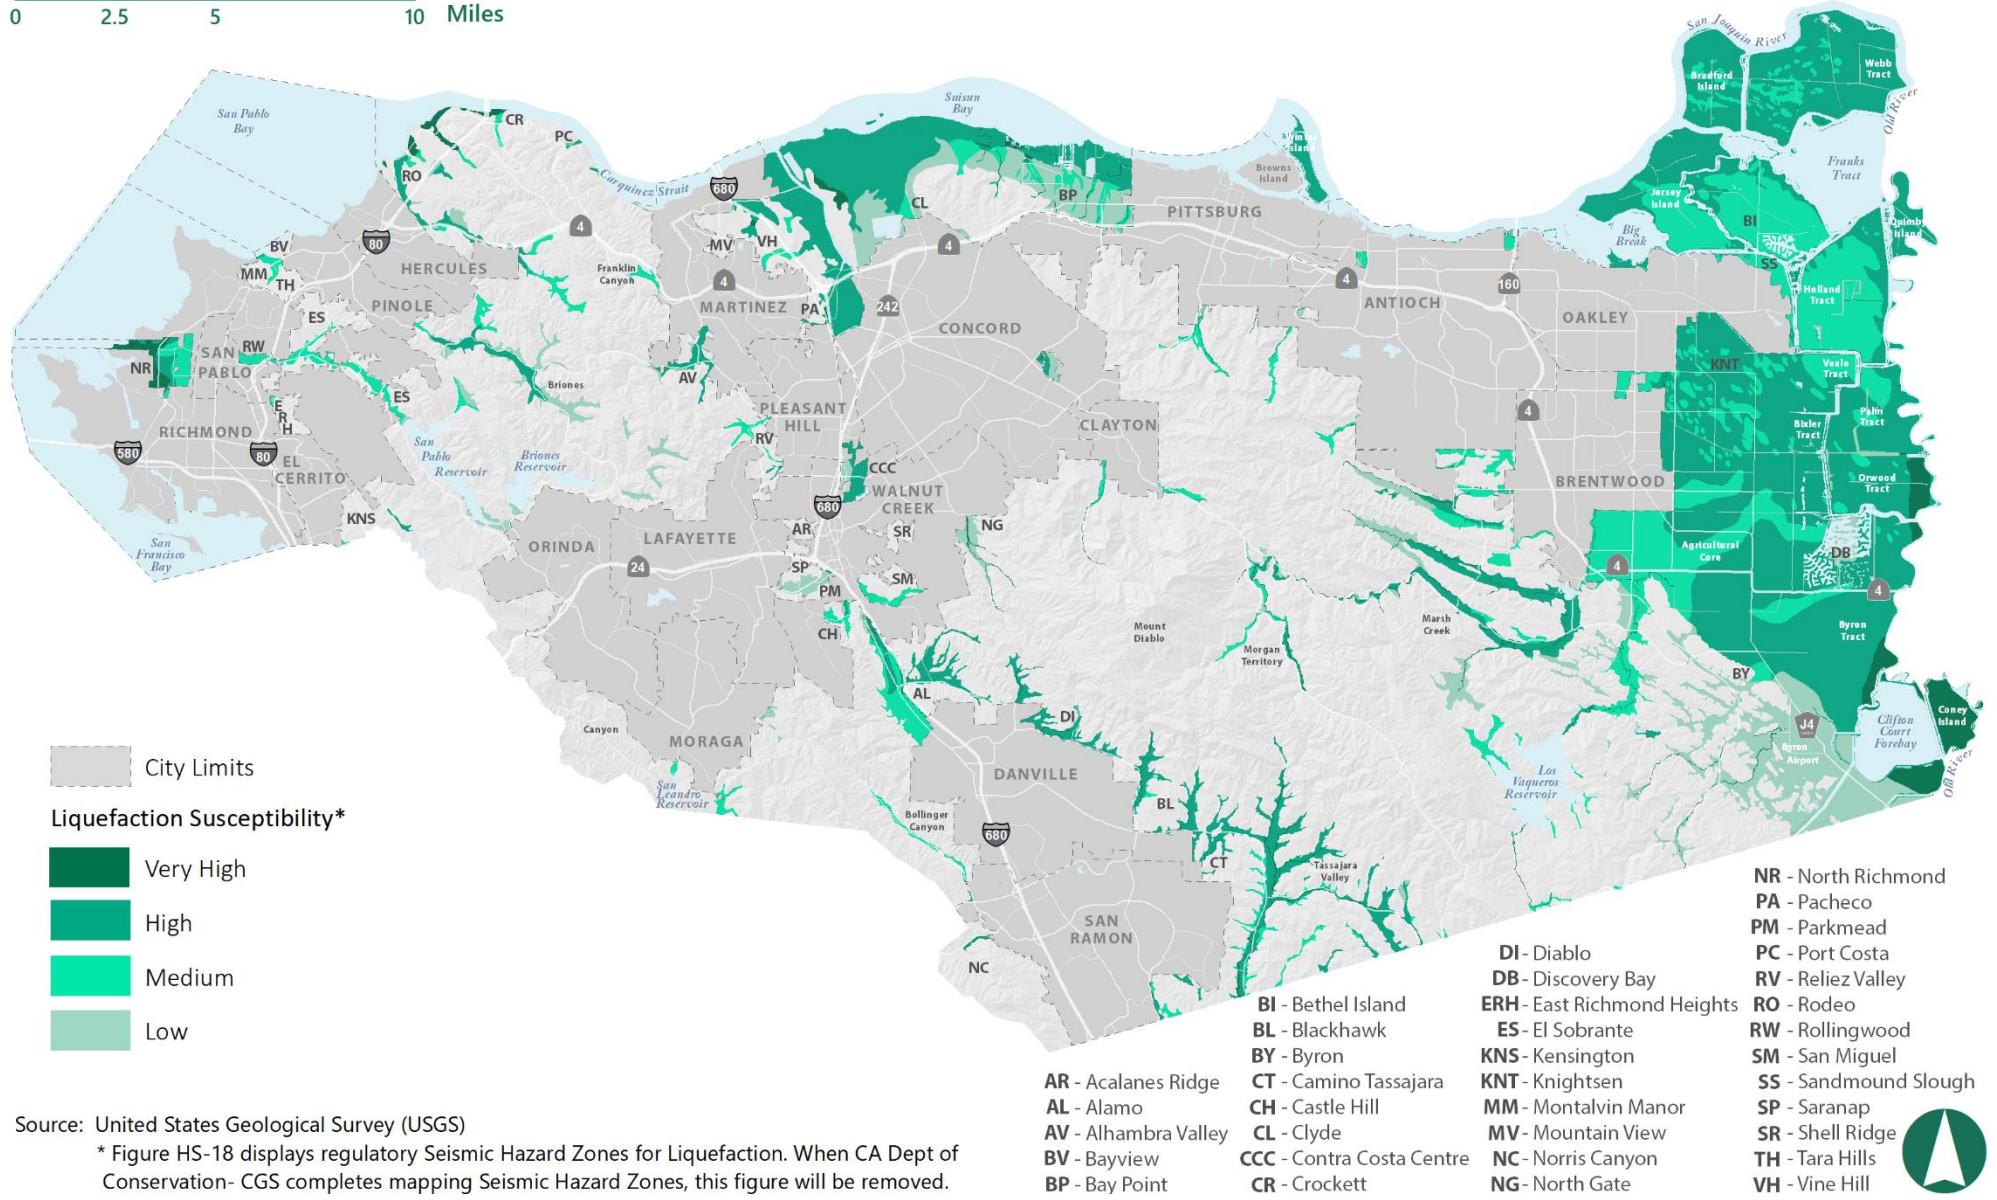 0 2.5 5 10 Miles
San Joaquin River
Bradford
Island
Webb
Tract
Old River
Franks
Tract
San Pablo
Bay
Suisun
Bay
CR
PC
RO
Carquinez Strait
680
Winter
Island
Browns
Island
CL
BP
PITTSBURG
Jersey
Island
BI
Quimby
Island
Big
Break
SS
80
4
BV
MM
TH
HERCULES
PINOLE
Franklin
Canyon
MV
VH
4
MARTINEZ
PA
4
242
CONCORD
4
ANTIOCH
160
OAKLEY
Holland
Tract
ES
SAN
PABLO
RW
NR
ES
E
R
H
RICHMOND
580
80
EL
CERRITO
Briones
AV
PLEASANT
HILL
RV
CLAYTON
KNT
Veale
Tract
Palm
Tract
Bixler
Tract
4
San
Pablo
Reservoir
Briones
Reservoir
CCC
WALNUT
CREEK
680
BRENTWOOD
Orwood
Tract
KNS
San
Francisco
Bay
ORINDA
LAFAYETTE
24
AR
SR
NG
SP
PM
SM
CH
Agricultural
Core
DB
4
4
Mount
Diablo
Morgan
Territory
Marsh
Creek
Byron
Tract
AL
DI
BY
J4
Byron
Airport
Clifton
Court
Forebay
Coney
Island
Old River
Canyon
MORAGA
San
Leandro
Reservoir
DANVILLE
Bollinger
Canyon
680
BL
CT
Tassajara
Valley
Los
Vaqueros
Reservoir
SAN
RAMON
NC
City Limits
Liquefaction Susceptibility*
Very High
High
Medium
Low
Source: United States Geological Survey (USGS)
* Figure HS-18 displays regulatory Seismic Hazard Zones for Liquefaction. When CA Dept of
Conservation- CGS completes mapping Seismic Hazard Zones, this figure will be removed.
AR - Acalanes Ridge
AL - Alamo
AV - Alhambra Valley
BV - Bayview
BP - Bay Point
BI - Bethel Island
BL - Blackhawk
BY - Byron
CT - Camino Tassajara
CH - Castle Hill
CL - Clyde
CCC - Contra Costa Centre
CR - Crockett
DI - Diablo
DB - Discovery Bay
ERH - East Richmond Heights
ES - El Sobrante
KNS - Kensington
KNT - Knightsen
MM - Montalvin Manor
MV - Mountain View
NC - Norris Canyon
NG - North Gate
NR - North Richmond
PA - Pacheco
PM - Parkmead
PC - Port Costa
RV - Reliez Valley
RO - Rodeo
RW - Rollingwood
SM - San Miguel
SS - Sandmound Slough
SP - Saranap
SR - Shell Ridge
TH - Tara Hills
VH - Vine Hill